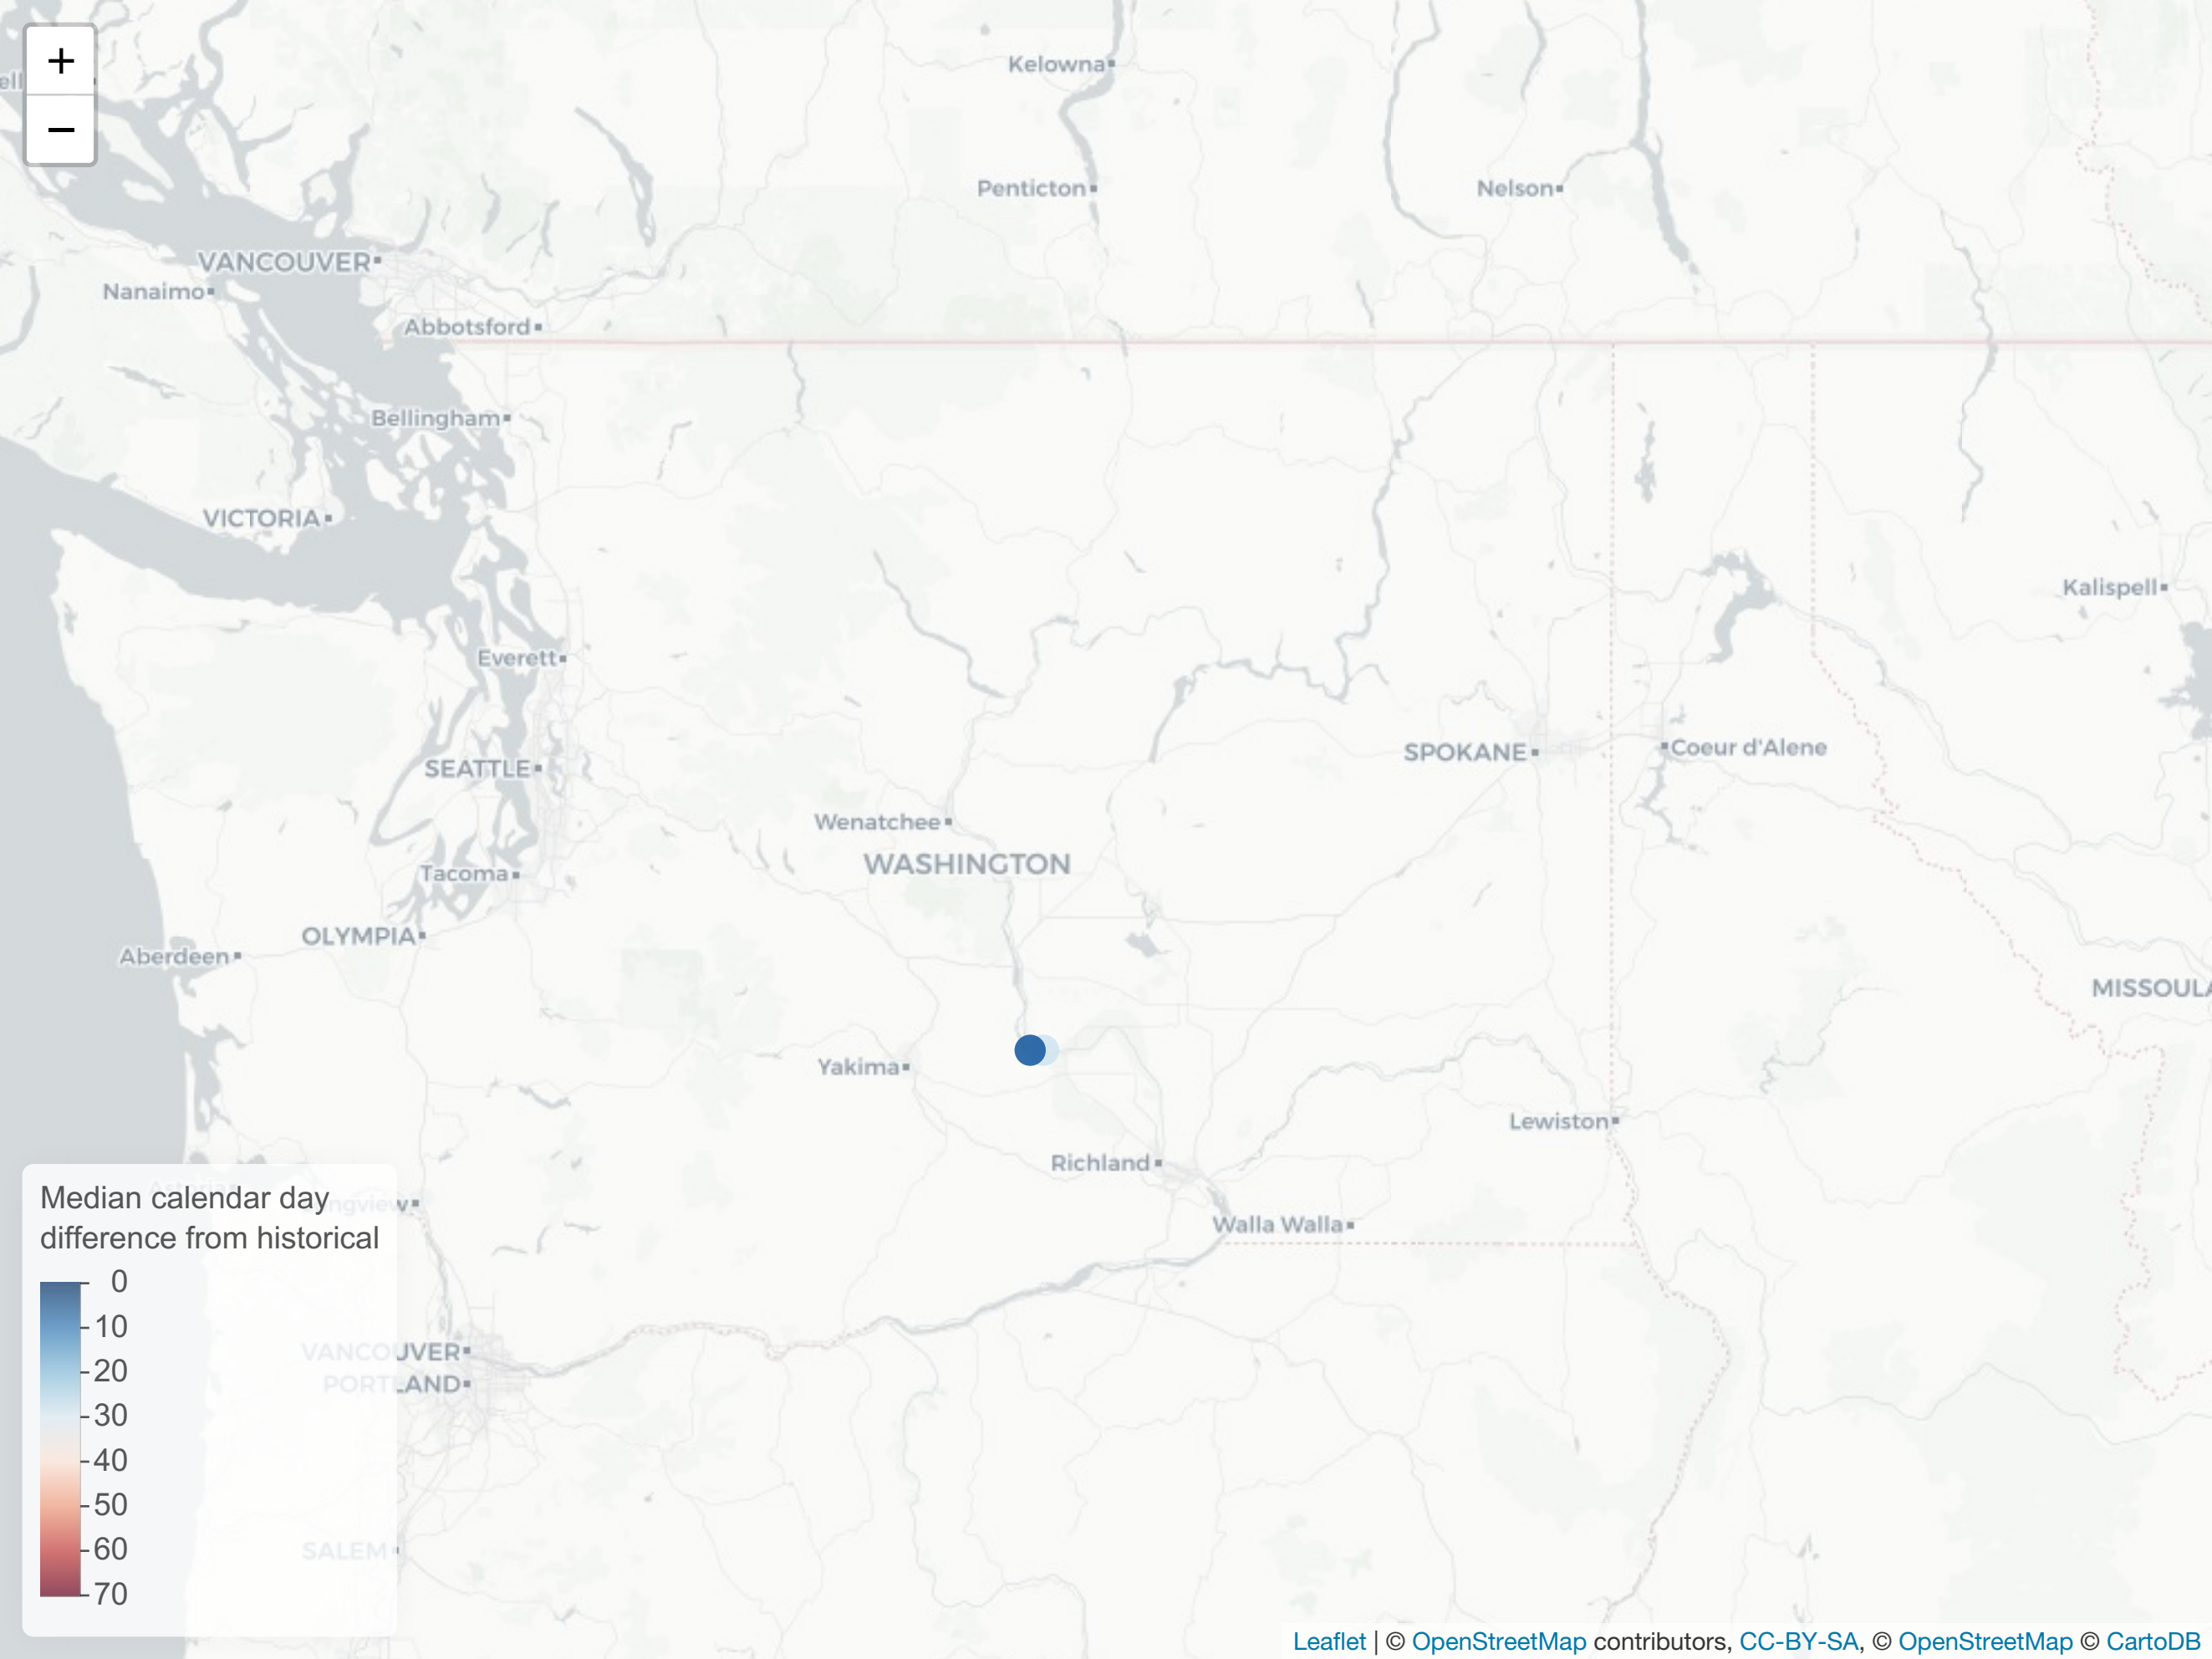 +
−
Kelowna
Penticton
Nelson
VANCOUVER
Nanaimo
Abbotsford
Bellingham
VICTORIA
Kalispell
Everett
SPOKANE
Coeur d'Alene
SEATTLE
Wenatchee
WASHINGTON
Tacoma
OLYMPIA
Aberdeen
MISSOULA
Yakima
Lewiston
Richland
Astoria
ngview
Walla Walla
Median calendar day
difference from historical
0
10
20
30
40
50
60
70
VANCOUVER
PORTLAND
SALEM
Leaflet | © OpenStreetMap contributors, CC-BY-SA, © OpenStreetMap © CartoDB